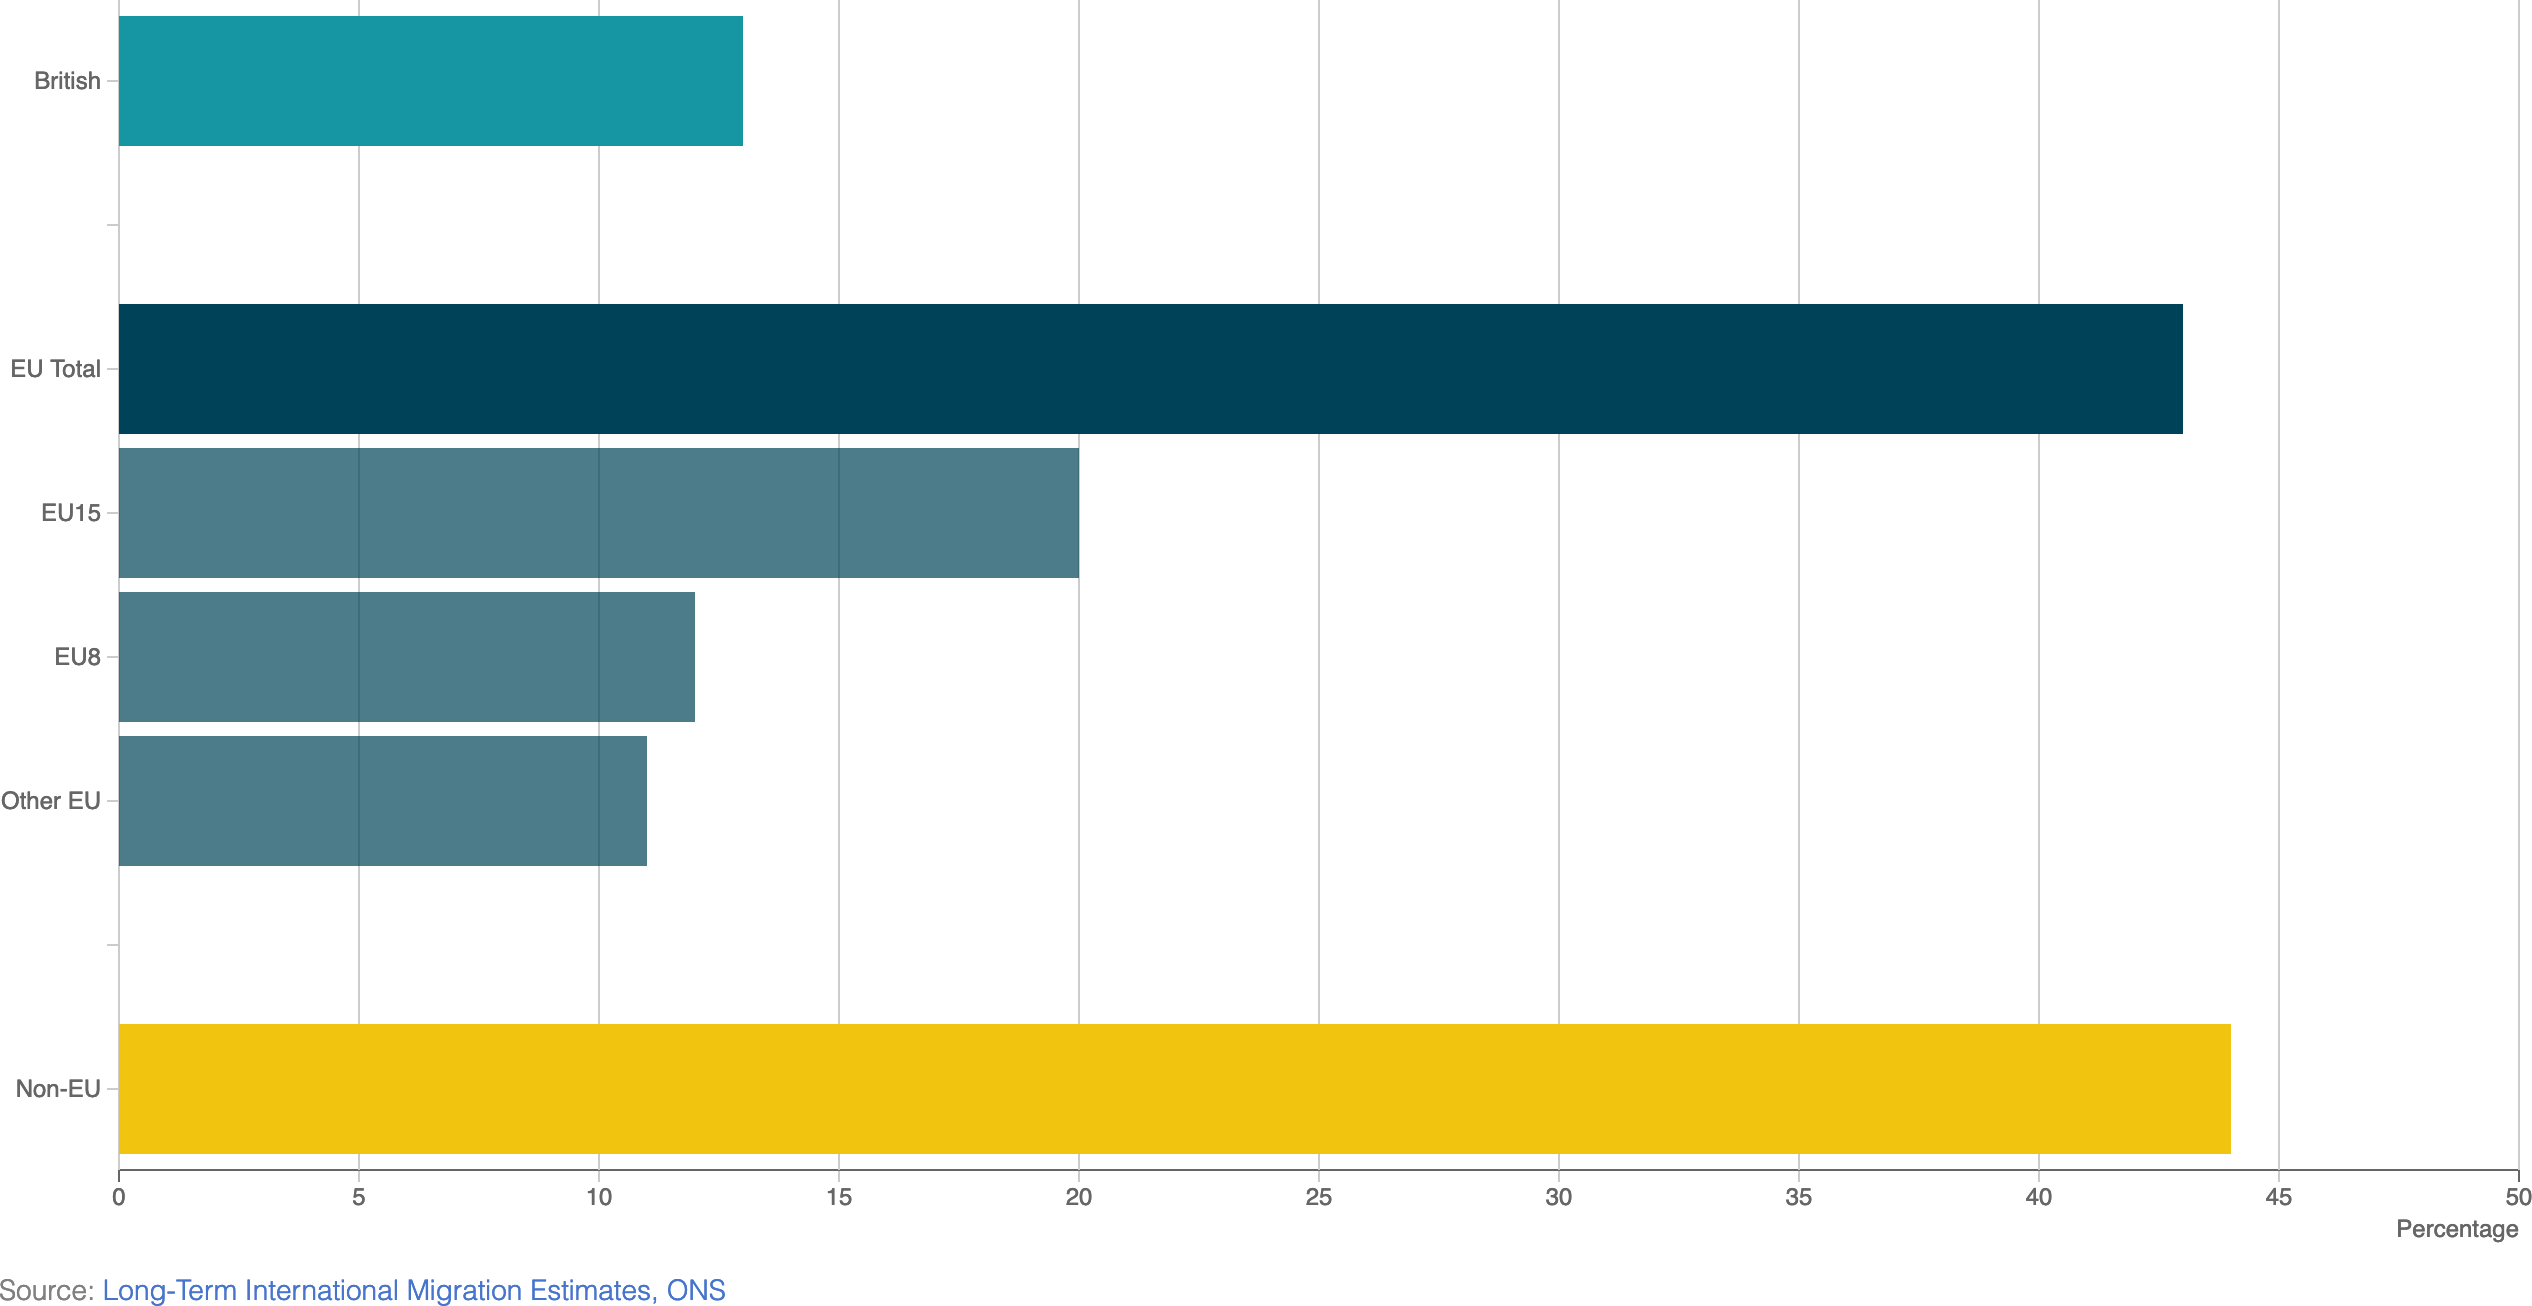 British
EU Total
EU15
EU8
Other EU
Non-EU
0 5 10 15 20 25 30 35 40 45 50
Percentage
Source: Long-Term International Migration Estimates, ONS